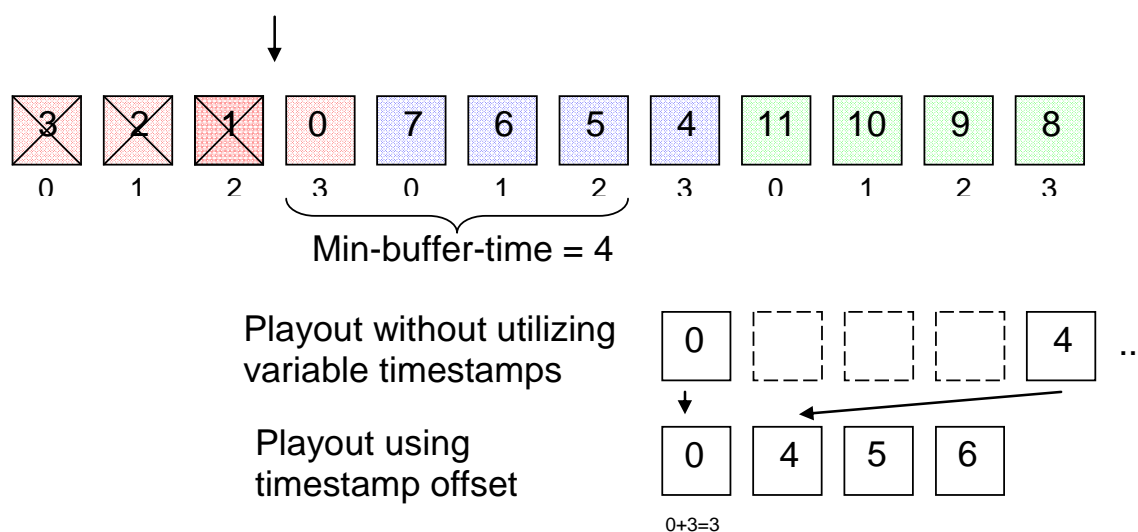 3 2 1 0 7 6 5 4 11 10 9 8
0 1 2 3 0 1 2 3 0 1 2 3
Min-buffer-time = 4
Playout without utilizing
variable timestamps
0 4 ..
Playout using
timestamp offset
0 4 5 6
0+3=3